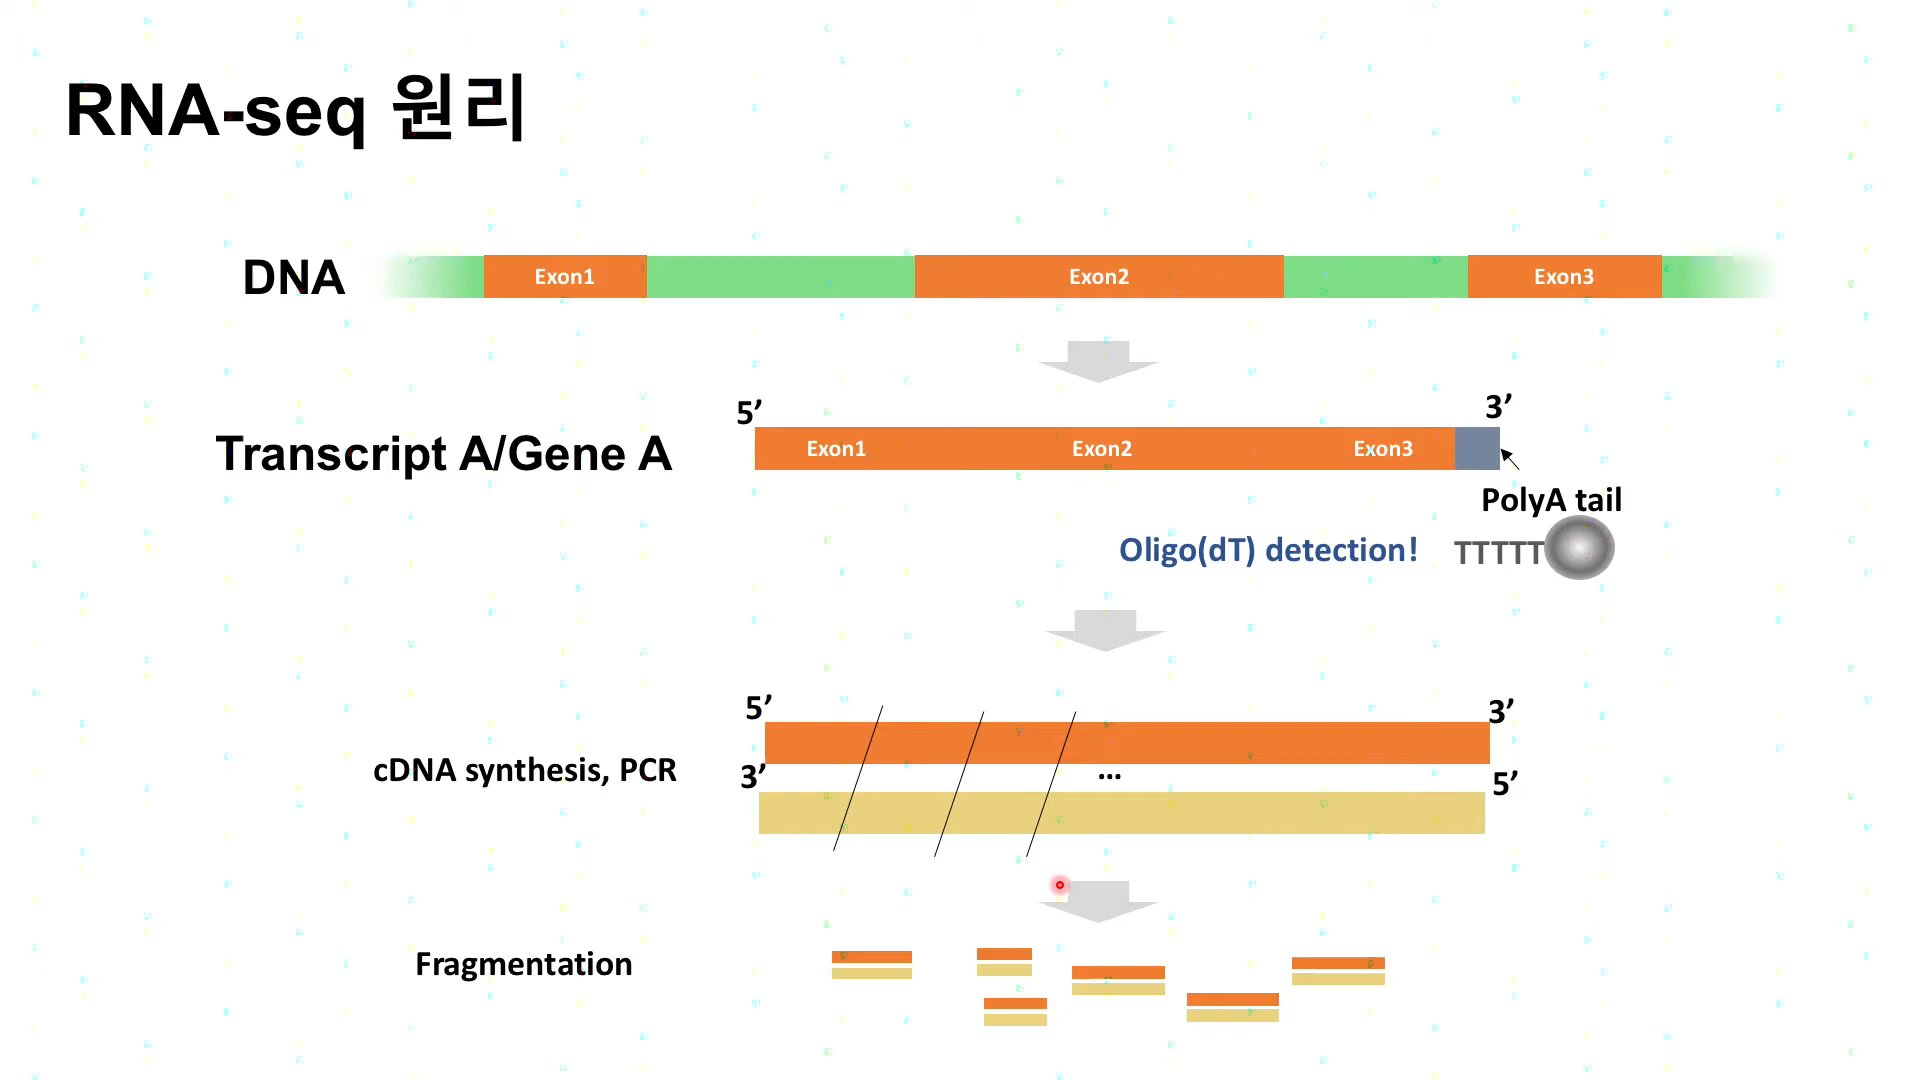 RNA-seq 원리
DNA
Exon1
Exon2
Exon3
5’
3’
Transcript A/Gene A
Exon1
Exon2
Exon3
PolyA tail
Oligo(dT) detection!
TTTTT
5’
3’
cDNA synthesis, PCR
3’
...
5’
Fragmentation